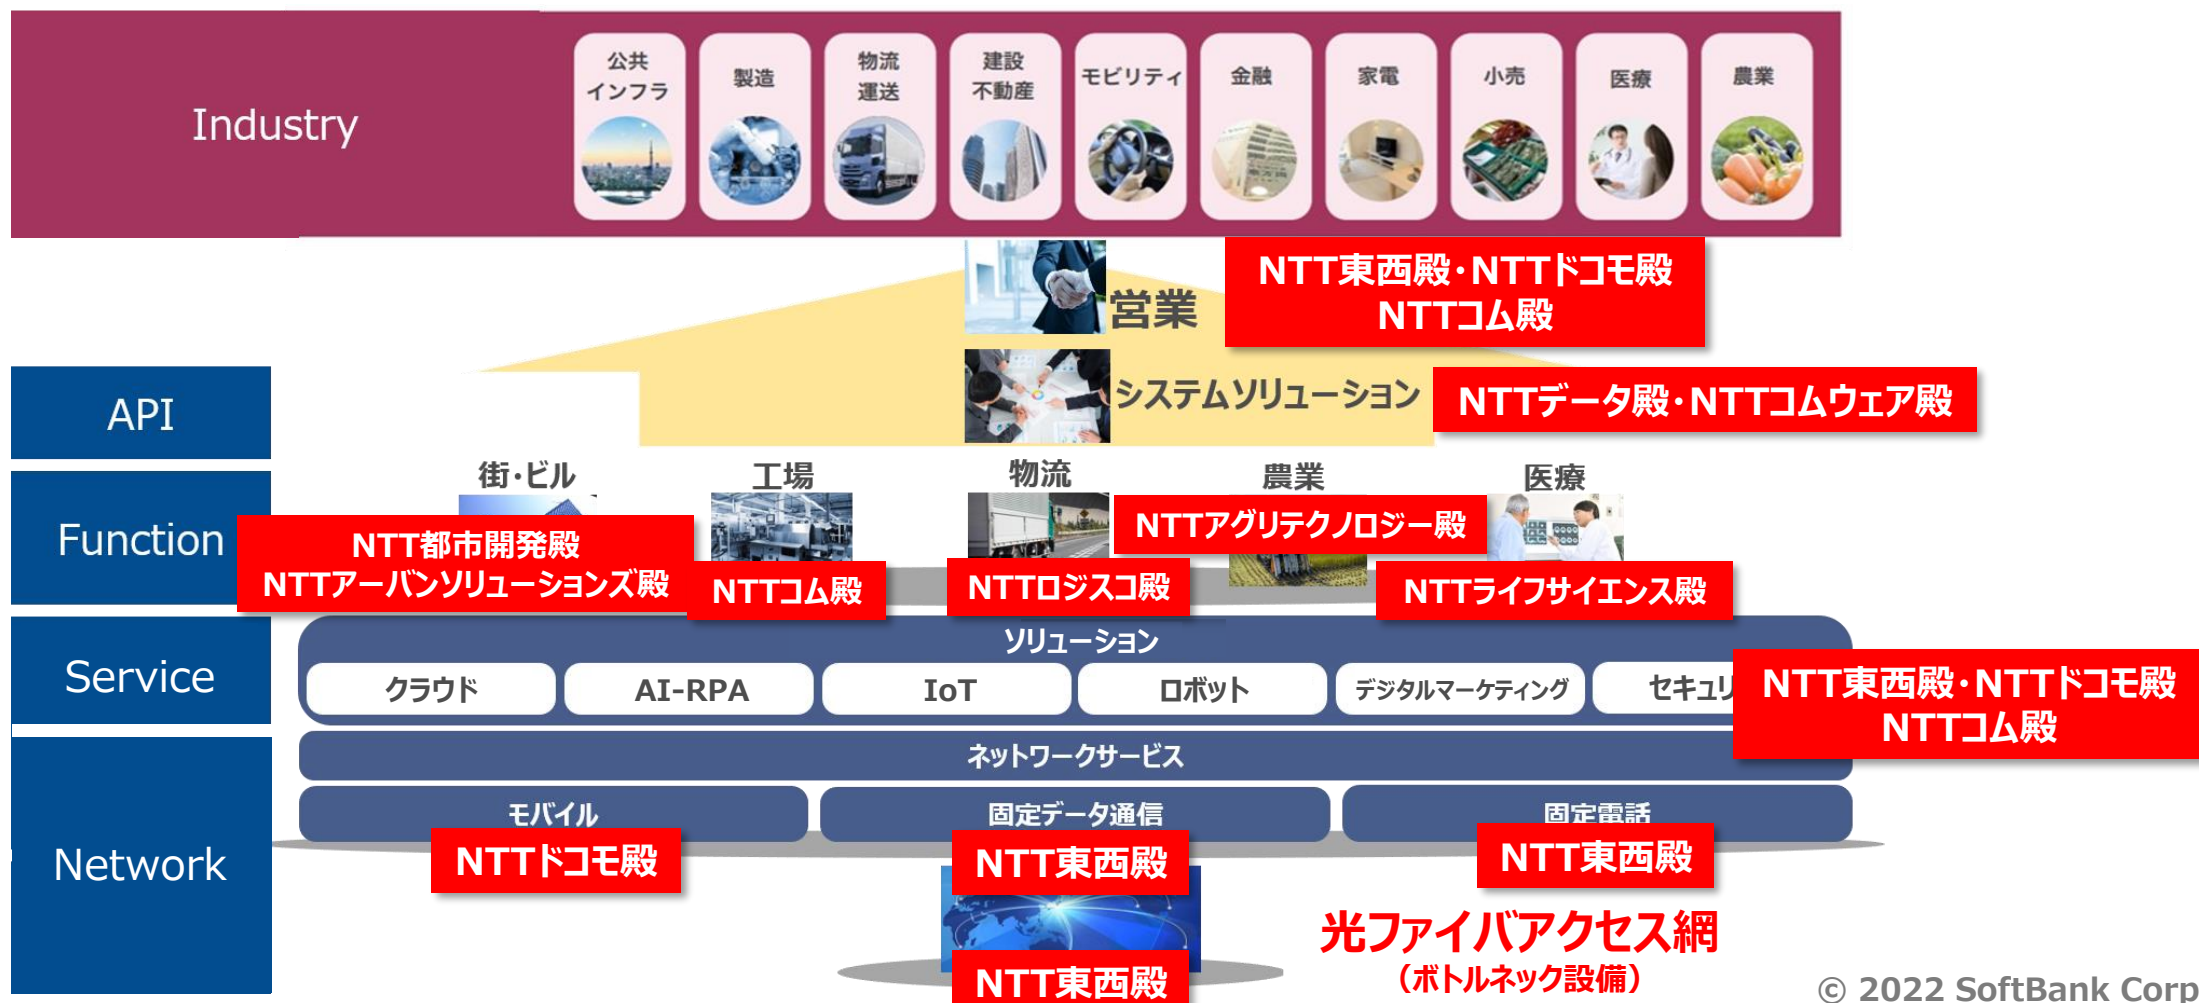 Industry
公共
インフラ
製造
物流
運送
建設
不動産
モビリティ
金融
家電
小売
医療
農業
営業
NTT東西殿・NTTドコモ殿
NTTコム殿
API
システムソリューション
NTTデータ殿・NTTコムウェア殿
Function
街・ビル
工場
物流
農業
医療
NTT都市開発殿
NTTアーバンソリューションズ殿
NTTコム殿
NTTロジスコ殿
NTTアグリテクノロジー殿
NTTライフサイエンス殿
Service
ソリューション
クラウド
AI-RPA
IoT
ロボット
デジタルマーケティング
セキュリ
NTT東西殿・NTTドコモ殿
NTTコム殿
Network
ネットワークサービス
モバイル
固定データ通信
固定電話
NTTドコモ殿
NTT東西殿
NTT東西殿
NTT東西殿
光ファイバアクセス網
（ボトルネック設備）
© 2022 SoftBank Corp